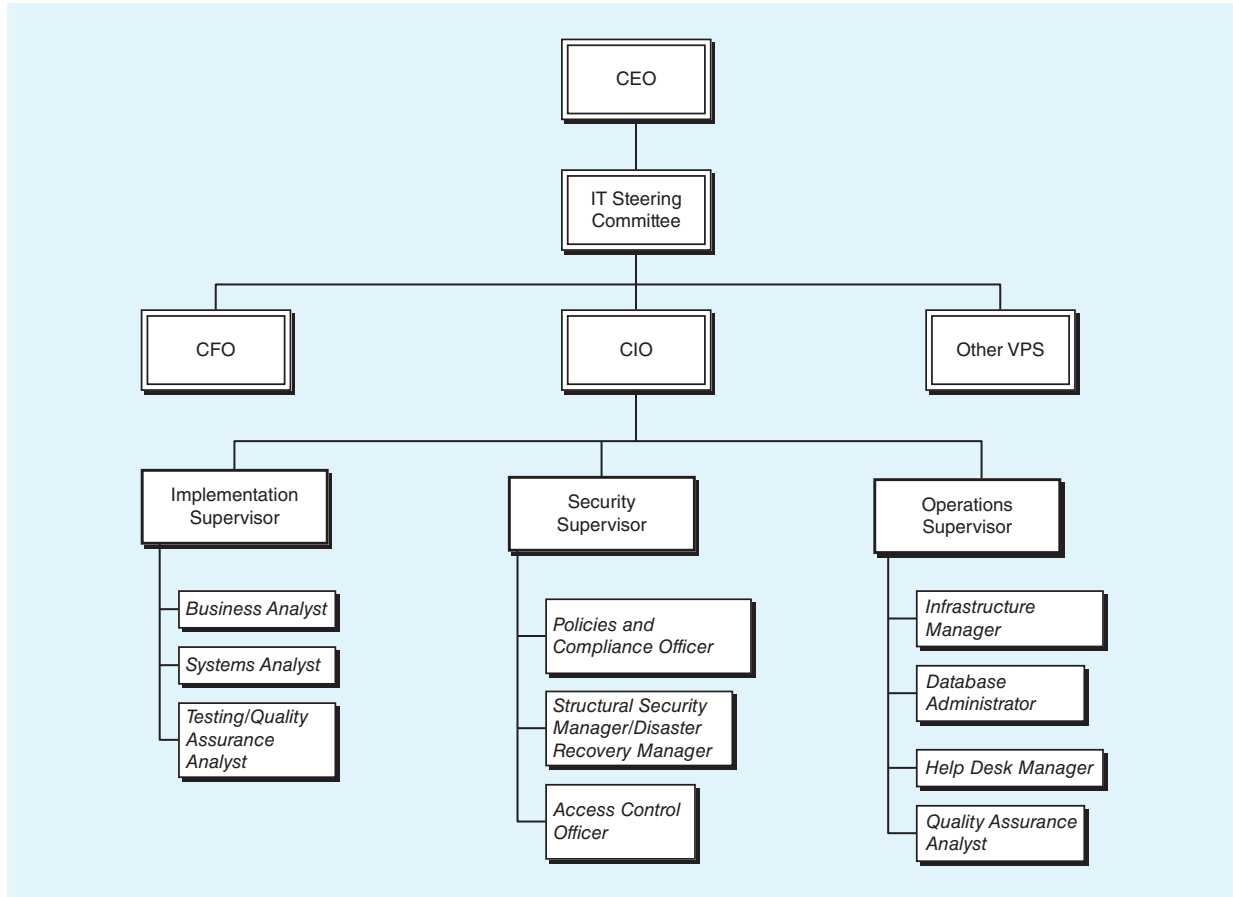 CEO
IT Steering
Committee
CFO
CIO
Other VPS
Implementation
Supervisor
Business Analyst
Systems Analyst
Testing/Quality
Assurance
Analyst
Security
Supervisor
Policies and
Compliance Officer
Structural Security
Manager/Disaster
Recovery Manager
Access Control
Officer
Operations
Supervisor
Infrastructure
Manager
Database
Administrator
Help Desk Manager
Quality Assurance
Analyst